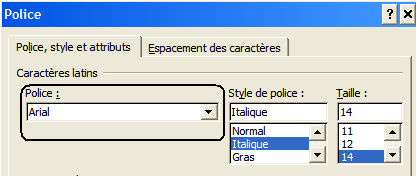 Police
Police, style et attributs Espacement des caractères
Caractères latins
Police : Style de police : Taille :
Arial Italique 14
Normal 11
Italique 12
Gras 14